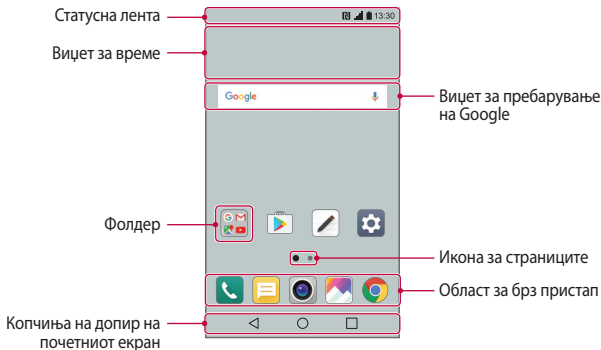 Статусна лента
13:30
Виџет за време
Google
Виџет за пребарување
на Google
Фолдер
Икона за страниците
Област за брз пристап
Копчиња на допир на
почетниот екран